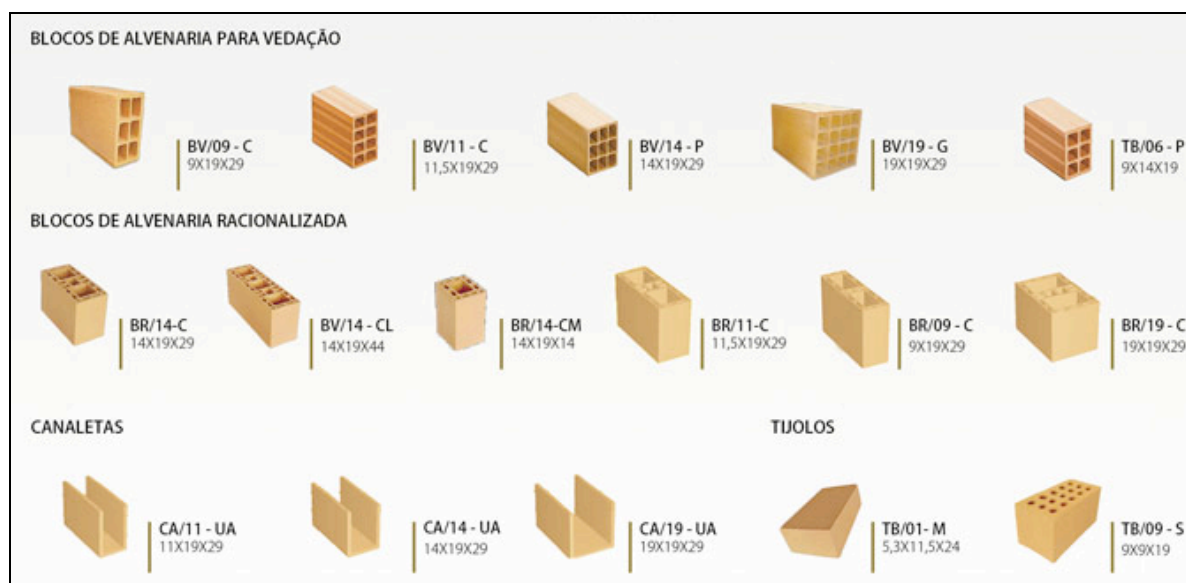 BLOCOS DE ALVENARIA PARA VEDAÇÃO
BV/09 - C
9X19X29
BV/11 - C
11,5X19X29
BV/14 - P
14X19X29
BV/19 - G
19X19X29
TB/06 - P
9X14X19
BLOCOS DE ALVENARIA RACIONALIZADA
BR/14-C
14X19X29
BV/14 - CL
14X19X44
BR/14-CM
14X19X14
BR/11-C
11,5X19X29
BR/09 - C
9X19X29
BR/19 - C
19X19X29
CANALETAS
CA/11 - UA
11X19X29
CA/14 - UA
14X19X29
CA/19 - UA
19X19X29
TIJOLOS
TB/01- M
5,3X11,5X24
TB/09 - S
9X9X19